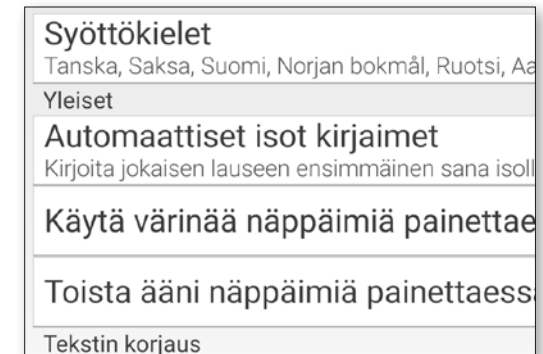 Syöttökielet
Tanska, Saksa, Suomi, Norjan bokmål, Ruotsi, Aa
Yleiset
Automaattiset isot kirjaimet
Kirjoita jokaisen lauseen ensimmäinen sana isoll
Käytä värinää näppäimiä painettae
Toista ääni näppäimiä painettaess
Tekstin korjaus